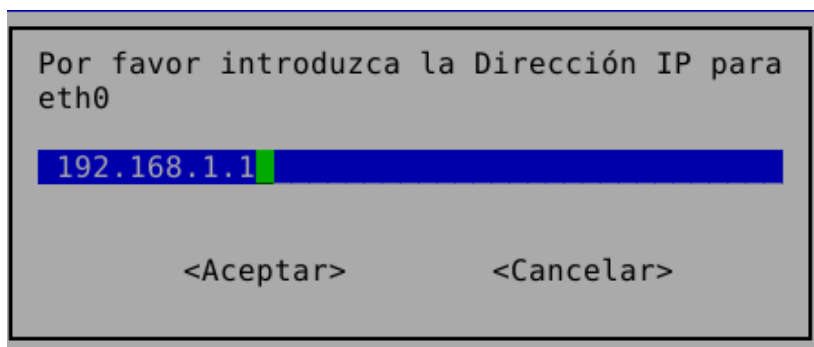 Por favor introduzca la Dirección IP para
eth0
192.168.1.1
<Aceptar> <Cancelar>